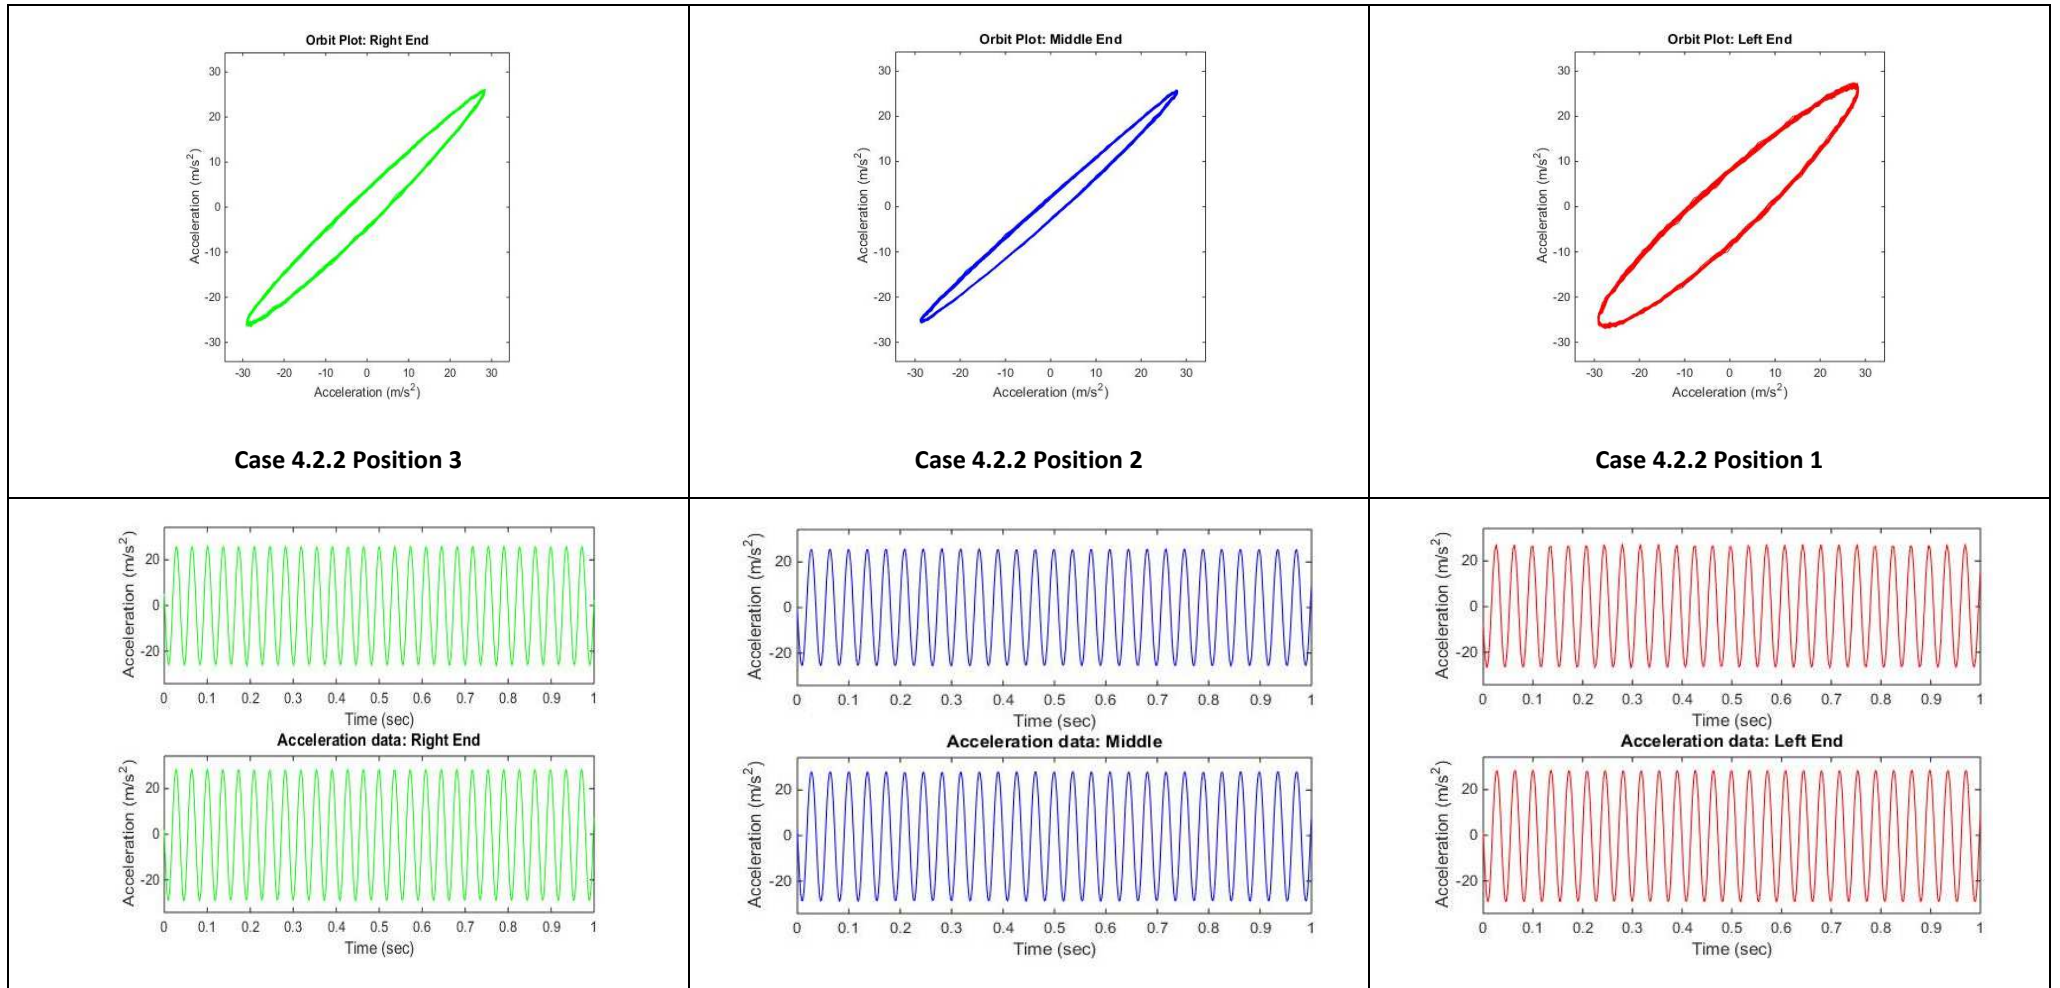 Orbit Plot: Right End
30
20
10
0
-10
-20
-30
Acceleration (m/s²)
-30 -20 -10 0 10 20 30
Acceleration (m/s²)
Case 4.2.2 Position 3
Orbit Plot: Middle End
30
20
10
0
-10
-20
-30
Acceleration (m/s²)
-30 -20 -10 0 10 20 30
Acceleration (m/s²)
Case 4.2.2 Position 2
Orbit Plot: Left End
30
20
10
0
-10
-20
-30
Acceleration (m/s²)
-30 -20 -10 0 10 20 30
Acceleration (m/s²)
Case 4.2.2 Position 1
Acceleration (m/s²)
20
0
-20
0 0.1 0.2 0.3 0.4 0.5 0.6 0.7 0.8 0.9 1
Time (sec)
Acceleration data: Right End
Acceleration (m/s²)
20
0
-20
0 0.1 0.2 0.3 0.4 0.5 0.6 0.7 0.8 0.9 1
Time (sec)
Acceleration (m/s²)
20
0
-20
0 0.1 0.2 0.3 0.4 0.5 0.6 0.7 0.8 0.9 1
Time (sec)
Acceleration data: Middle
Acceleration (m/s²)
20
0
-20
0 0.1 0.2 0.3 0.4 0.5 0.6 0.7 0.8 0.9 1
Time (sec)
Acceleration (m/s²)
20
0
-20
0 0.1 0.2 0.3 0.4 0.5 0.6 0.7 0.8 0.9 1
Time (sec)
Acceleration data: Left End
Acceleration (m/s²)
20
0
-20
0 0.1 0.2 0.3 0.4 0.5 0.6 0.7 0.8 0.9 1
Time (sec)